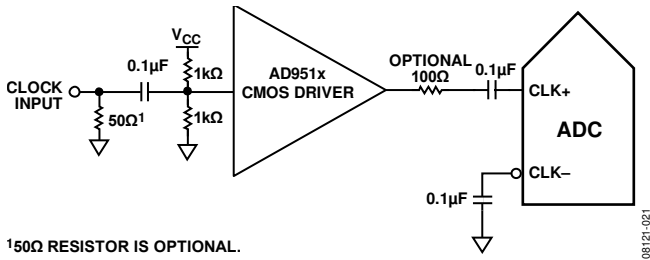 CLOCK
INPUT
50Ω¹
0.1µF
VCC
1kΩ
1kΩ
AD951x
CMOS DRIVER
OPTIONAL
100Ω
0.1µF
CLK+
ADC
CLK–
0.1µF
¹50Ω RESISTOR IS OPTIONAL.
08121-021